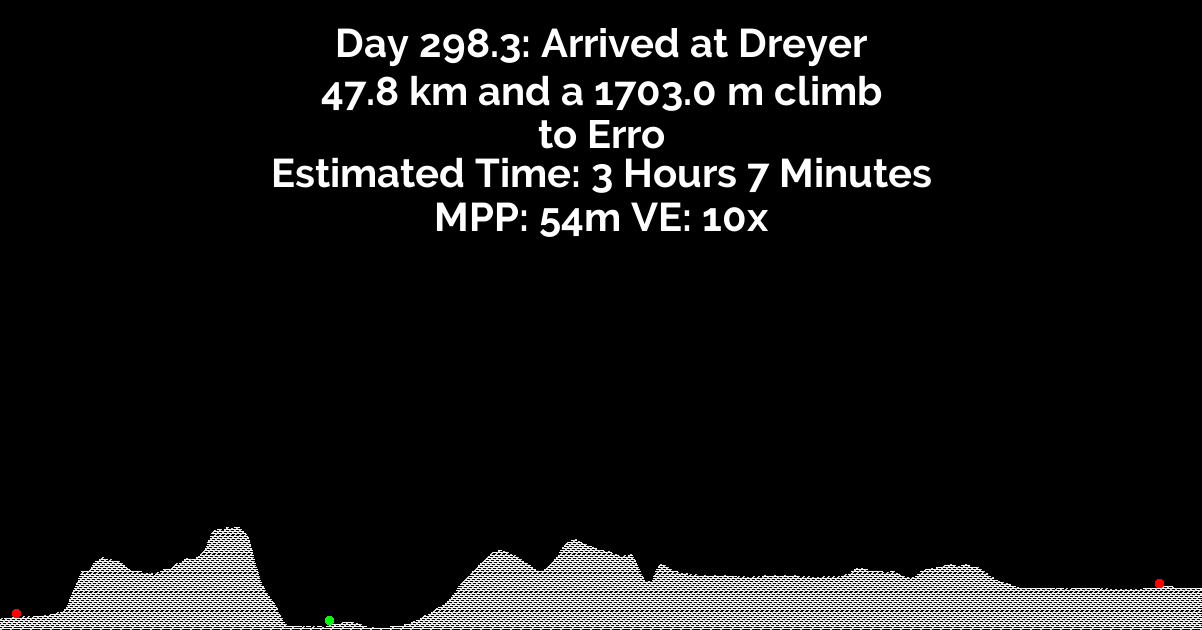 Day 298.3: Arrived at Dreyer
47.8 km and a 1703.0 m climb
to Erro
Estimated Time: 3 Hours 7 Minutes
MPP: 54m VE: 10x